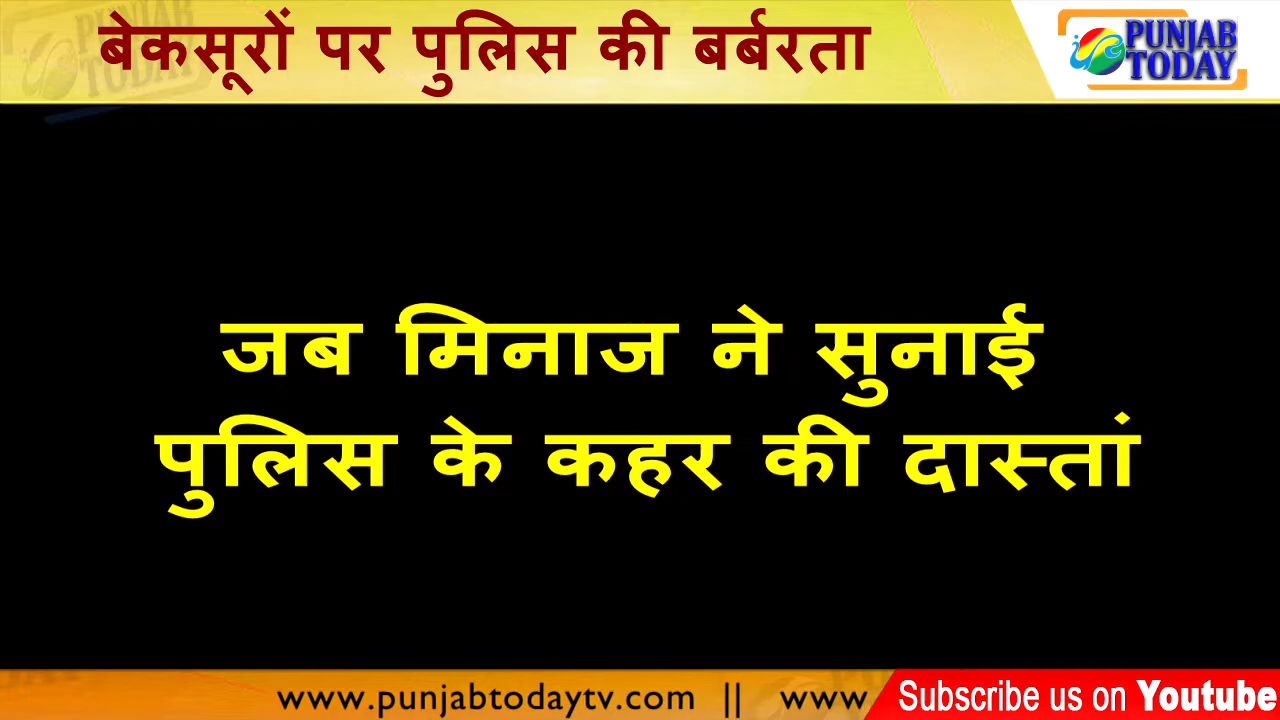 बेकसूरों पर पुलिस की बर्बरता
PUNJAB
TODAY
जब मिनाज ने सुनाई
पुलिस के कहर की दास्तां
www.punjabtodaytv.com || www.
Subscribe us on Youtube